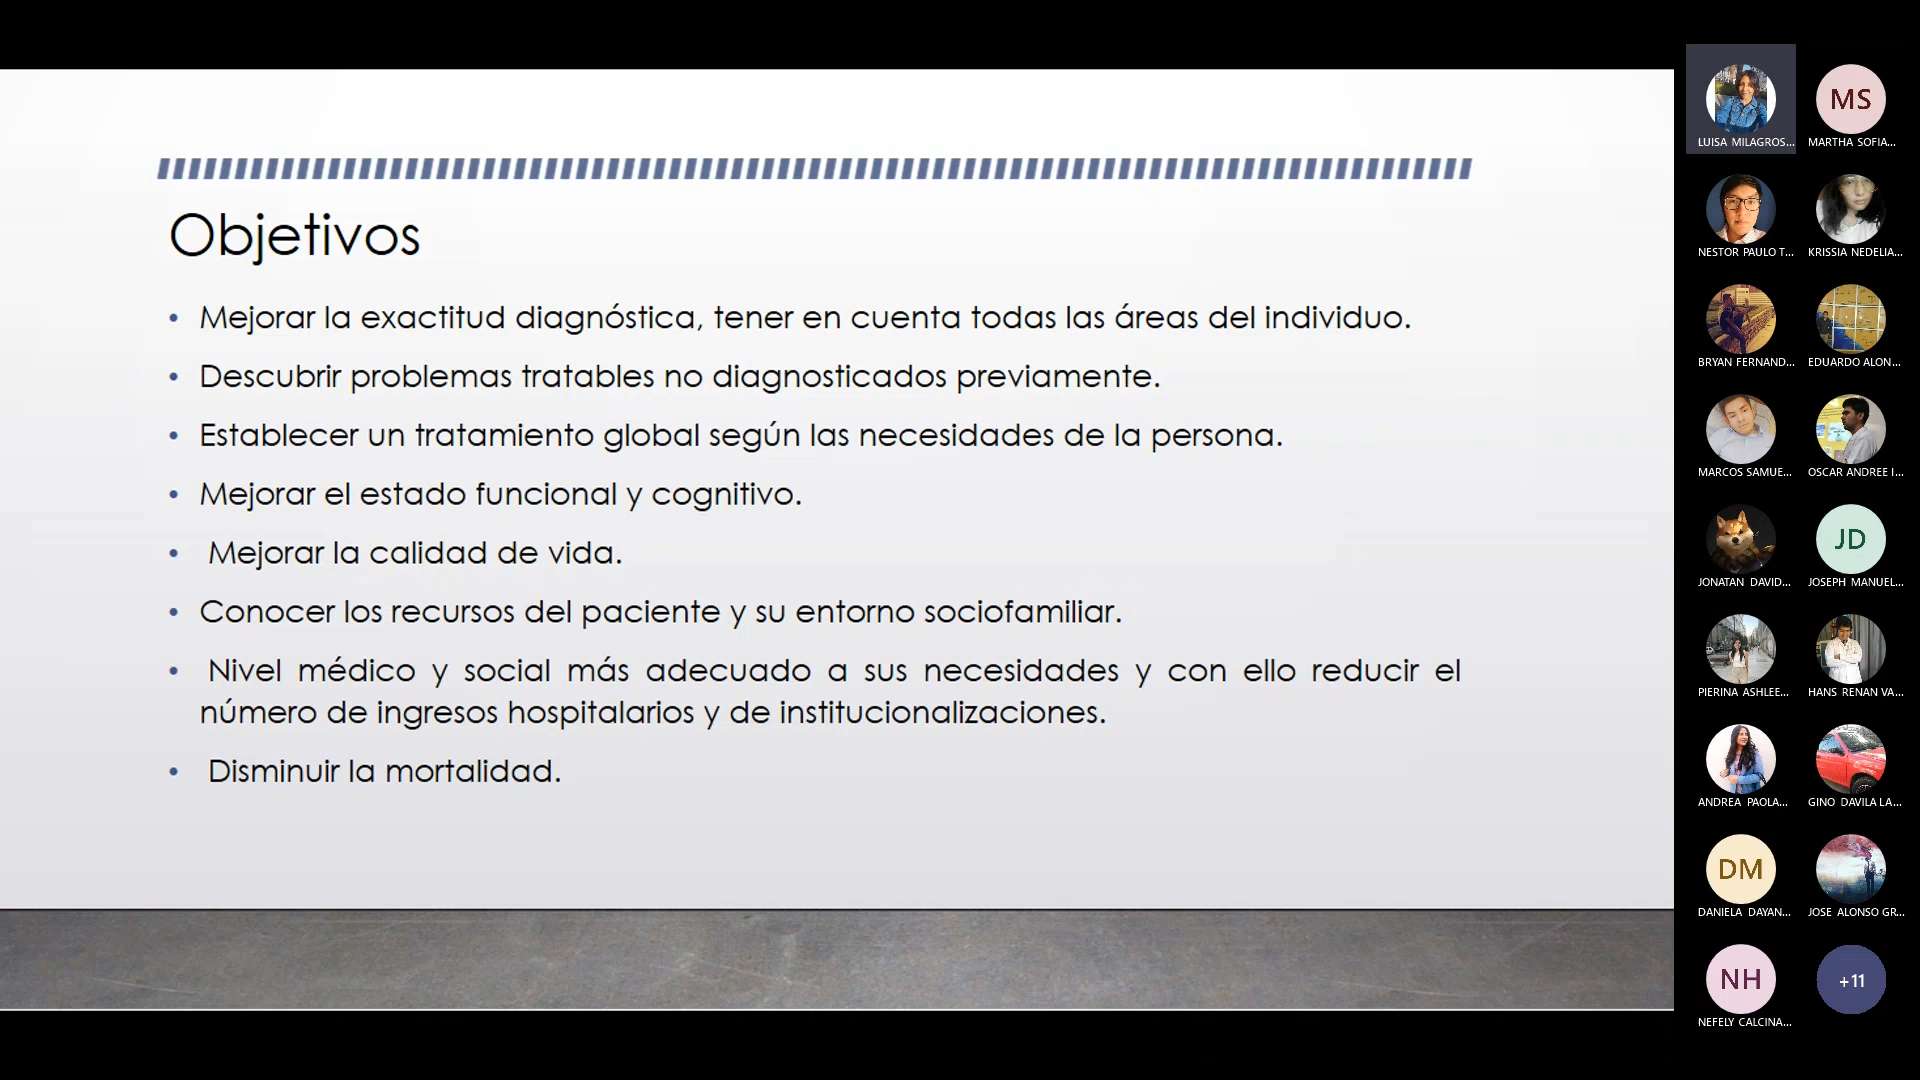 Objetivos
• Mejorar la exactitud diagnóstica, tener en cuenta todas las áreas del individuo.
• Descubrir problemas tratables no diagnosticados previamente.
• Establecer un tratamiento global según las necesidades de la persona.
• Mejorar el estado funcional y cognitivo.
• Mejorar la calidad de vida.
• Conocer los recursos del paciente y su entorno sociofamiliar.
• Nivel médico y social más adecuado a sus necesidades y con ello reducir el
número de ingresos hospitalarios y de institucionalizaciones.
• Disminuir la mortalidad.
LUISA MILAGROS...
MS
MARTHA SOFIA...
NESTOR PAULO T...
KRISSIA NEDELIA...
BRYAN FERNAND...
EDUARDO ALON...
MARCOS SAMUE...
OSCAR ANDREE I...
JONATAN DAVID...
JD
JOSEPH MANUEL...
PIERINA ASHLEE...
HANS RENAN VA...
ANDREA PAOLA...
GINO DAVILA LA...
DM
DANIELA DAYAN...
JOSE ALONSO GR...
NH
NEFELY CALCINA...
+11